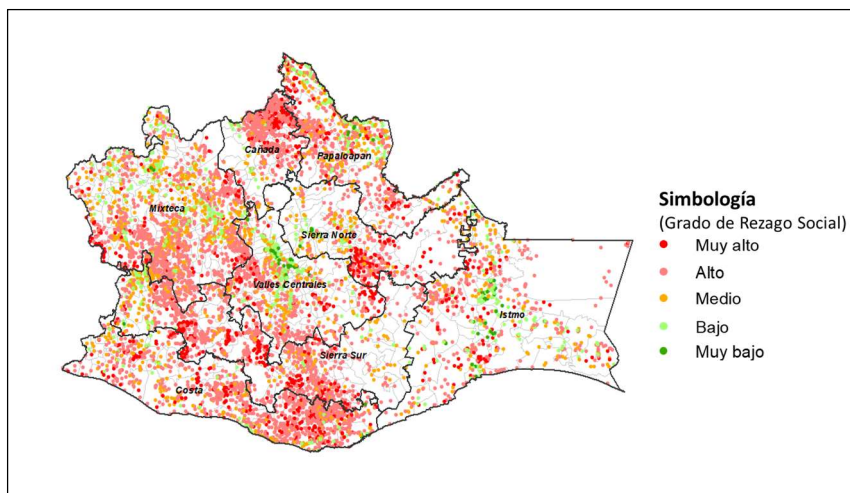 Cañada
Papaloapan
Mixteca
Sierra Norte
Valles Centrales
Istmo
Sierra Sur
Costa
Simbología
(Grado de Rezago Social)
Muy alto
Alto
Medio
Bajo
Muy bajo